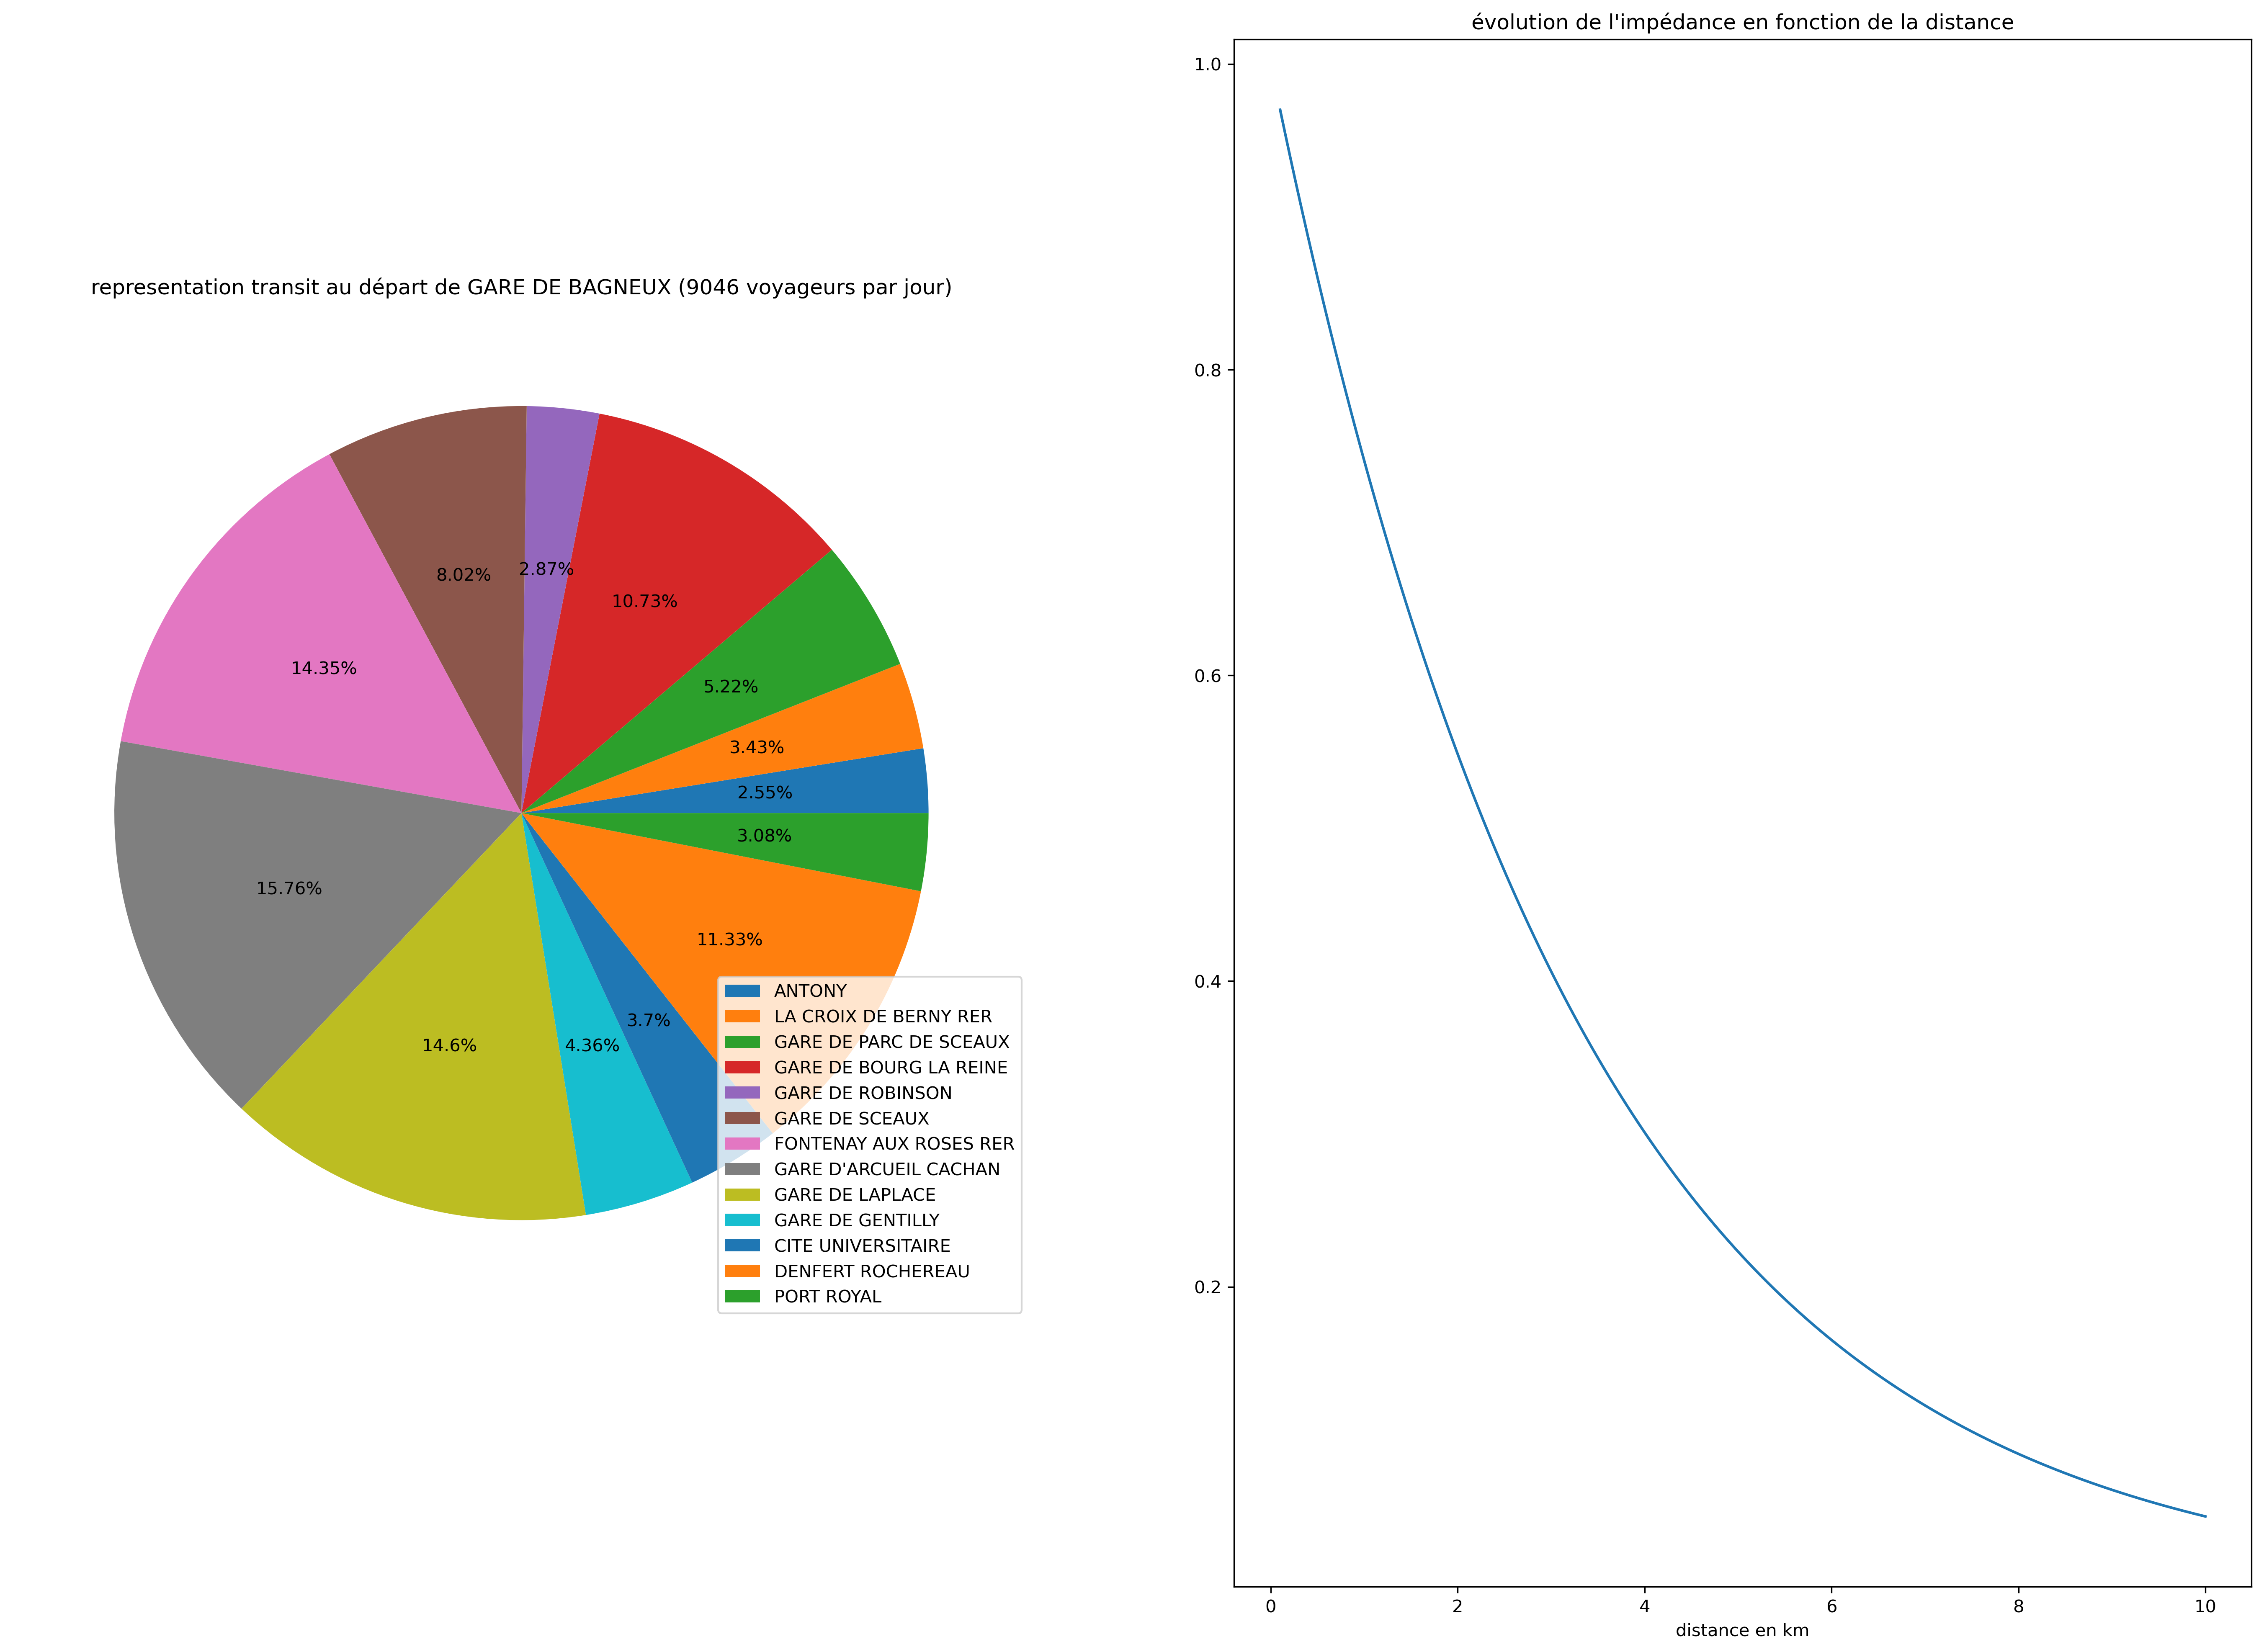 representation transit au départ de GARE DE BAGNEUX (9046 voyageurs par jour)
8.02%
2.87%
10.73%
14.35%
5.22%
3.43%
2.55%
3.08%
15.76%
11.33%
14.6%
4.36%
3.7%
ANTONY
LA CROIX DE BERNY RER
GARE DE PARC DE SCEAUX
GARE DE BOURG LA REINE
GARE DE ROBINSON
GARE DE SCEAUX
FONTENAY AUX ROSES RER
GARE D'ARCUEIL CACHAN
GARE DE LAPLACE
GARE DE GENTILLY
CITE UNIVERSITAIRE
DENFERT ROCHEREAU
PORT ROYAL
évolution de l'impédance en fonction de la distance
1.0
0.8
0.6
0.4
0.2
0 2 4 6 8 10
distance en km